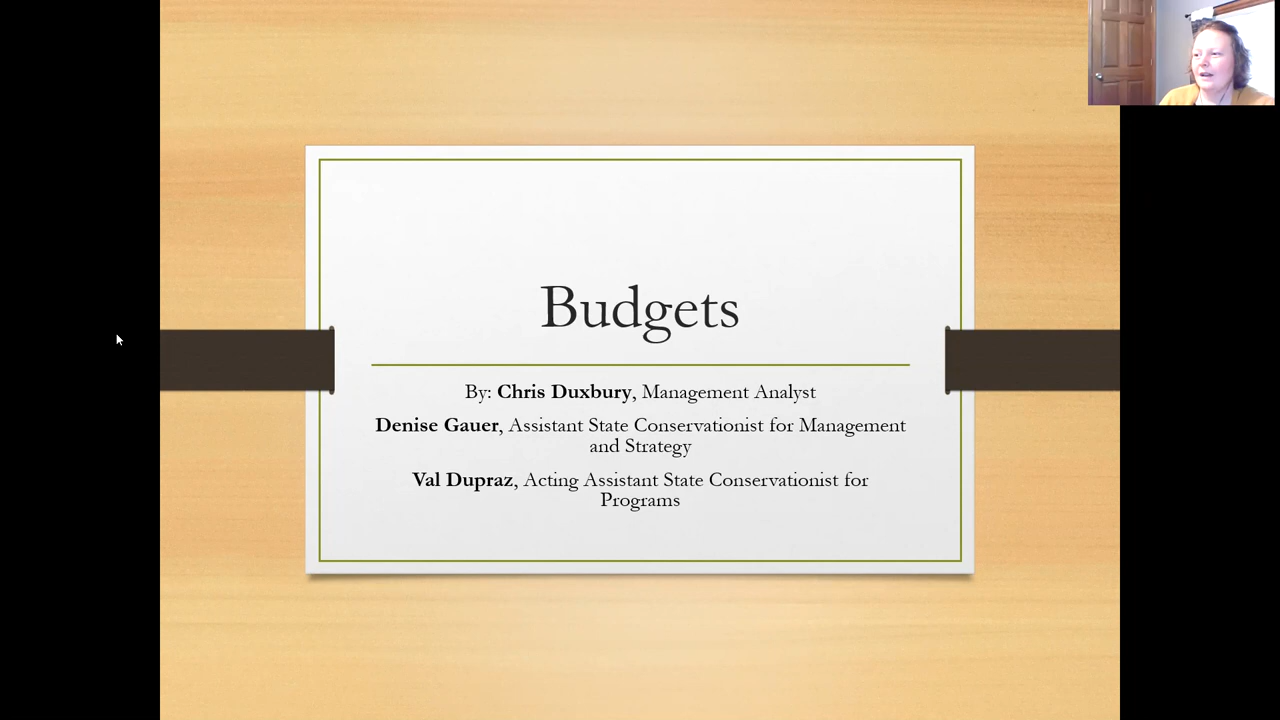 Budgets
By: Chris Duxbury, Management Analyst
Denise Gauer, Assistant State Conservationist for Management
and Strategy
Val Dupraz, Acting Assistant State Conservationist for
Programs